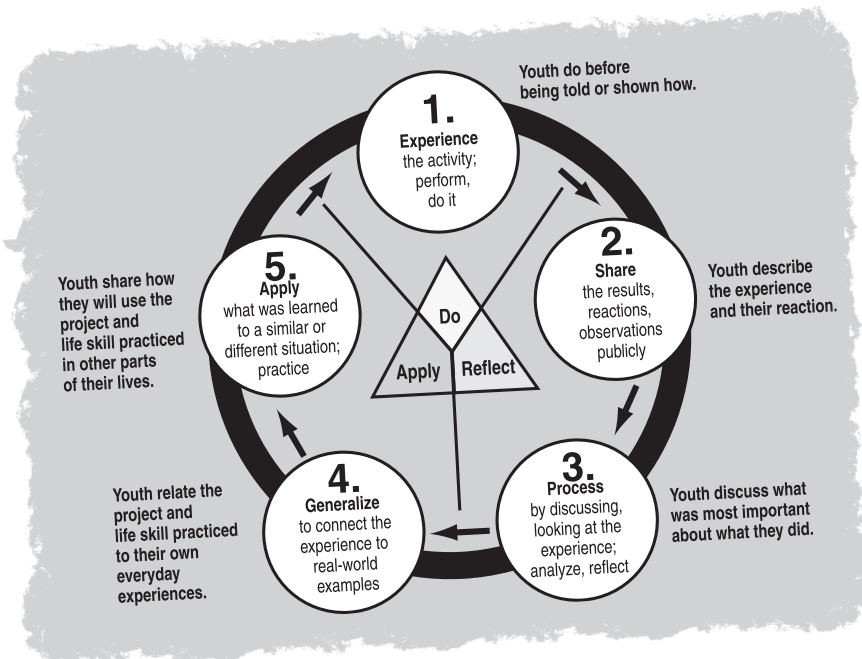 1.
Experience
the activity;
perform,
do it
Youth do before
being told or shown how.
2.
Share
the results,
reactions,
observations
publicly
Youth describe
the experience
and their reaction.
3.
Process
by discussing,
looking at the
experience;
analyze, reflect
Youth discuss what
was most important
about what they did.
4.
Generalize
to connect the
experience to
real-world
examples
Youth relate the
project and
life skill practiced
to their own
everyday
experiences.
5.
Apply
what was learned
to a similar or
different situation;
practice
Youth share how
they will use the
project and
life skill practiced
in other parts
of their lives.
Do
Apply
Reflect